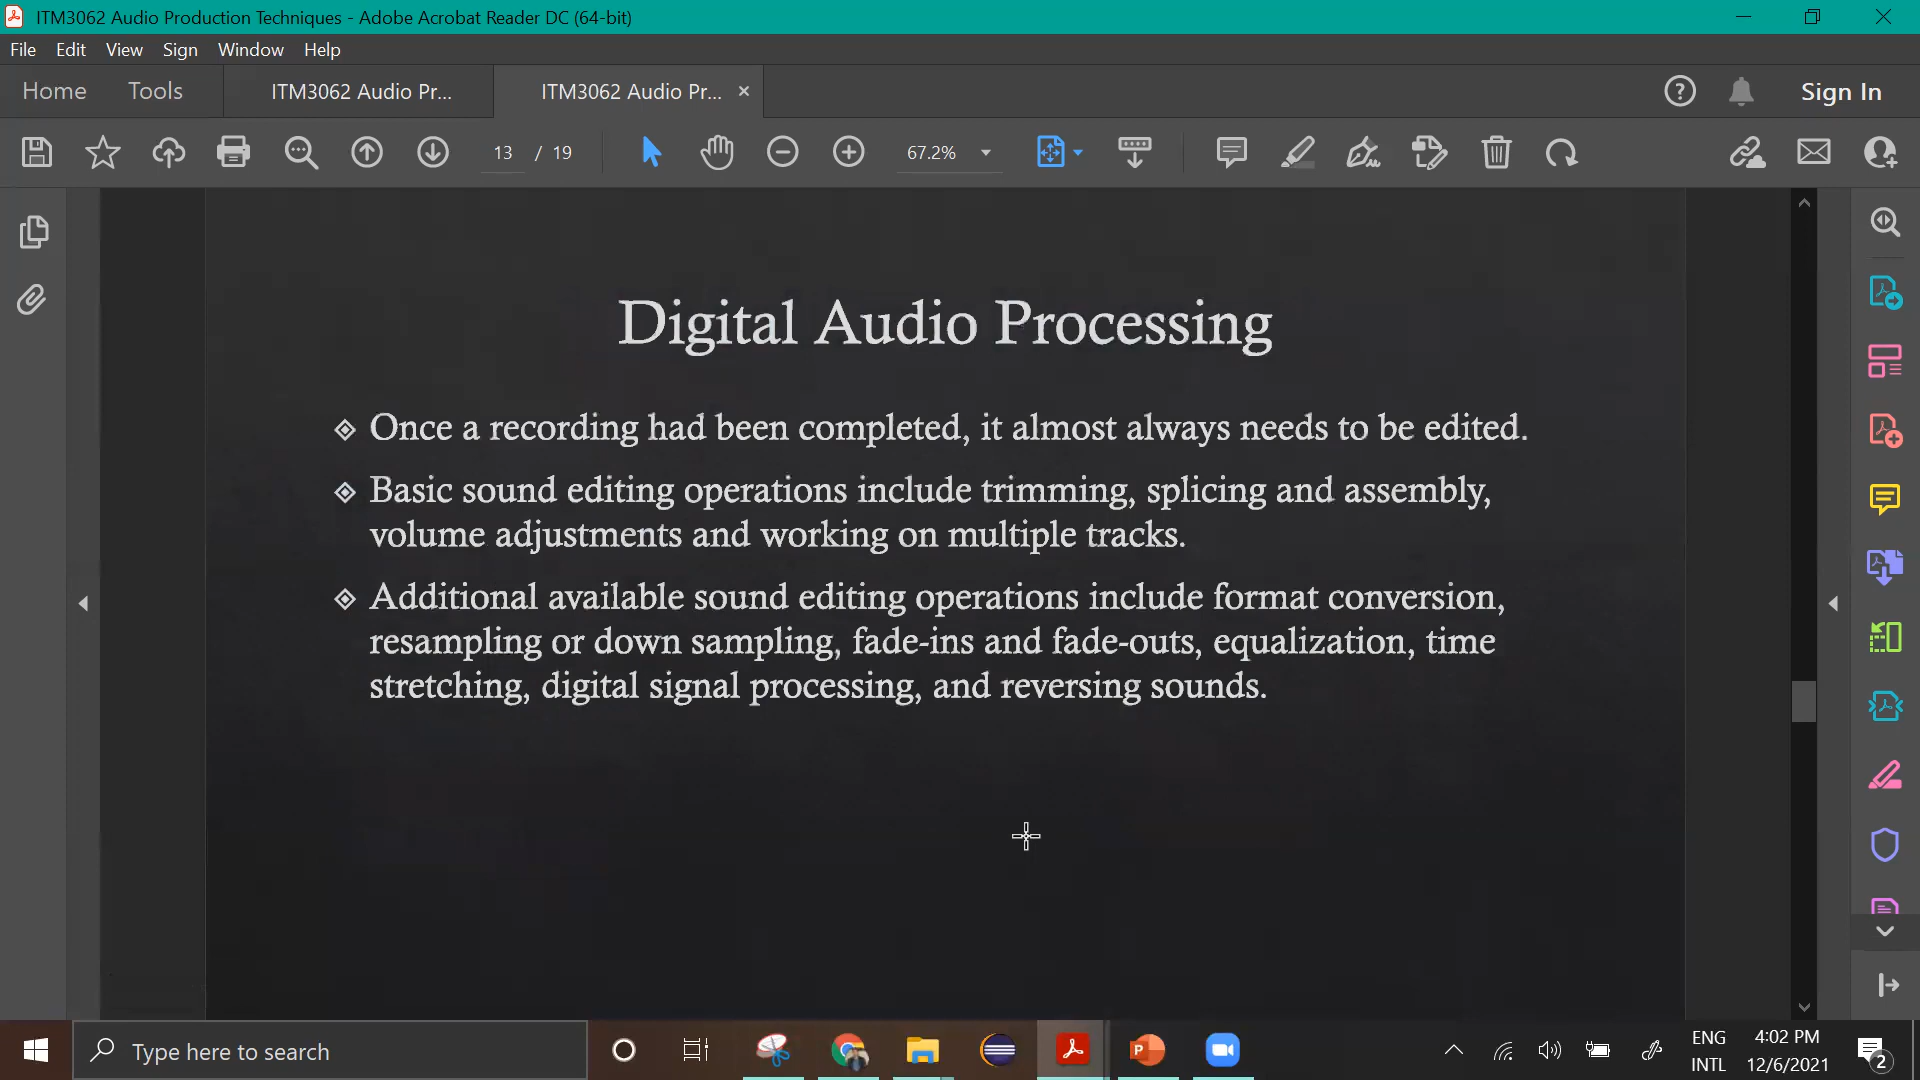 ITM3062 Audio Production Techniques - Adobe Acrobat Reader DC (64-bit)
File Edit View Sign Window Help
Home Tools ITM3062 Audio Pr... ITM3062 Audio Pr... Sign In
13 / 19 67.2%
Digital Audio Processing
Once a recording had been completed, it almost always needs to be edited.
Basic sound editing operations include trimming, splicing and assembly,
volume adjustments and working on multiple tracks.
Additional available sound editing operations include format conversion,
resampling or down sampling, fade-ins and fade-outs, equalization, time
stretching, digital signal processing, and reversing sounds.
Type here to search
ENG 4:02 PM
INTL 12/6/2021 2